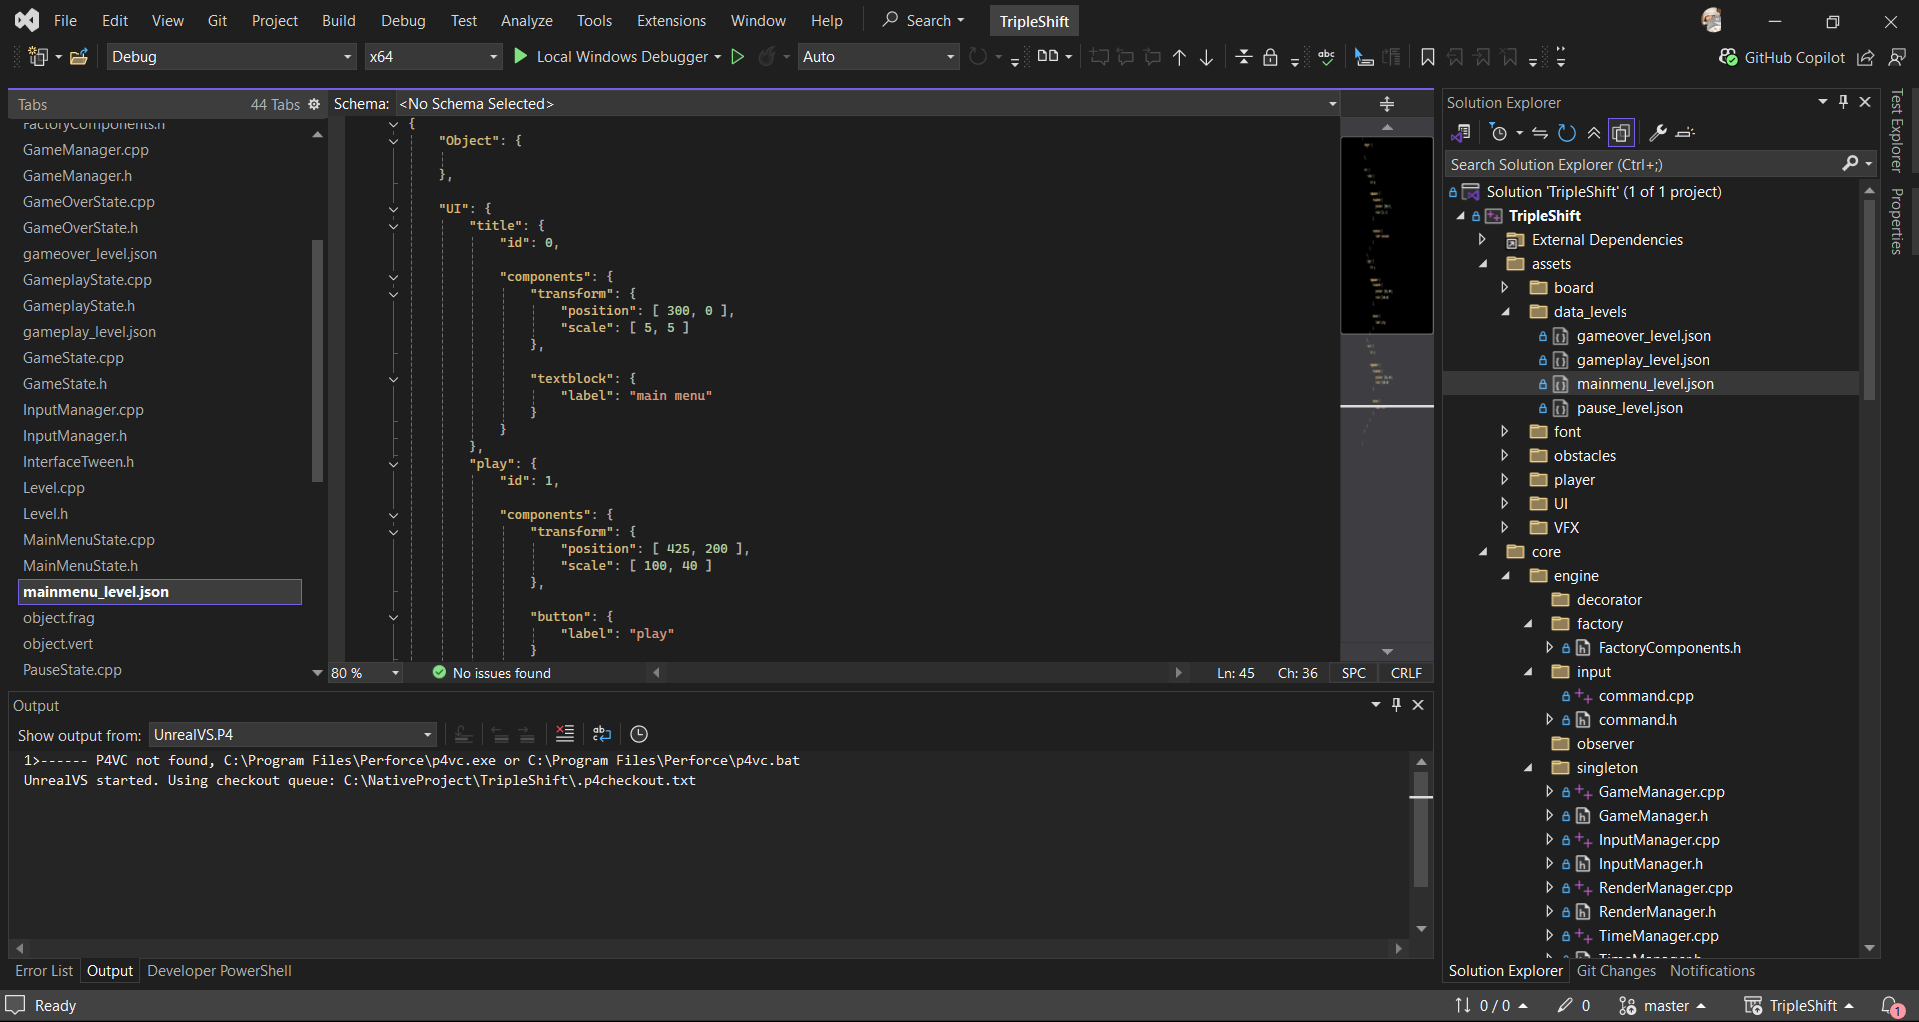 File Edit View Git Project Build Debug Test Analyze Tools Extensions Window Help Search TripleShift
Debug x64 Local Windows Debugger Auto GitHub Copilot
Tabs 44 Tabs
FactoryComponents.h
GameManager.cpp
GameManager.h
GameOverState.cpp
GameOverState.h
gameover_level.json
GameplayState.cpp
GameplayState.h
gameplay_level.json
GameState.cpp
GameState.h
InputManager.cpp
InputManager.h
InterfaceTween.h
Level.cpp
Level.h
MainMenuState.cpp
MainMenuState.h
mainmenu_level.json
object.frag
object.vert
PauseState.cpp
Schema: <No Schema Selected>
{
"Object": {
},
"UI": {
"title": {
"id": 0,
"components": {
"transform": {
"position": [ 300, 0 ],
"scale": [ 5, 5 ]
},
"textblock": {
"label": "main menu"
}
}
},
"play": {
"id": 1,
"components": {
"transform": {
"position": [ 425, 200 ],
"scale": [ 100, 40 ]
},
"button": {
"label": "play"
}
80 % No issues found Ln: 45 Ch: 36 SPC CRLF
Output
Show output from: UnrealVS.P4
1>------ P4VC not found, C:\Program Files\Perforce\p4vc.exe or C:\Program Files\Perforce\p4vc.bat
UnrealVS started. Using checkout queue: C:\NativeProject\TripleShift\.p4checkout.txt
Error List Output Developer PowerShell
Solution Explorer
Search Solution Explorer (Ctrl+;)
Solution 'TripleShift' (1 of 1 project)
TripleShift
External Dependencies
assets
board
data_levels
gameover_level.json
gameplay_level.json
mainmenu_level.json
pause_level.json
font
obstacles
player
UI
VFX
core
engine
decorator
factory
FactoryComponents.h
input
command.cpp
command.h
observer
singleton
GameManager.cpp
GameManager.h
InputManager.cpp
InputManager.h
RenderManager.cpp
RenderManager.h
TimeManager.cpp
TimeManager.h
Solution Explorer Git Changes Notifications
Test Explorer
Properties
Ready 0 / 0 0 master TripleShift 1